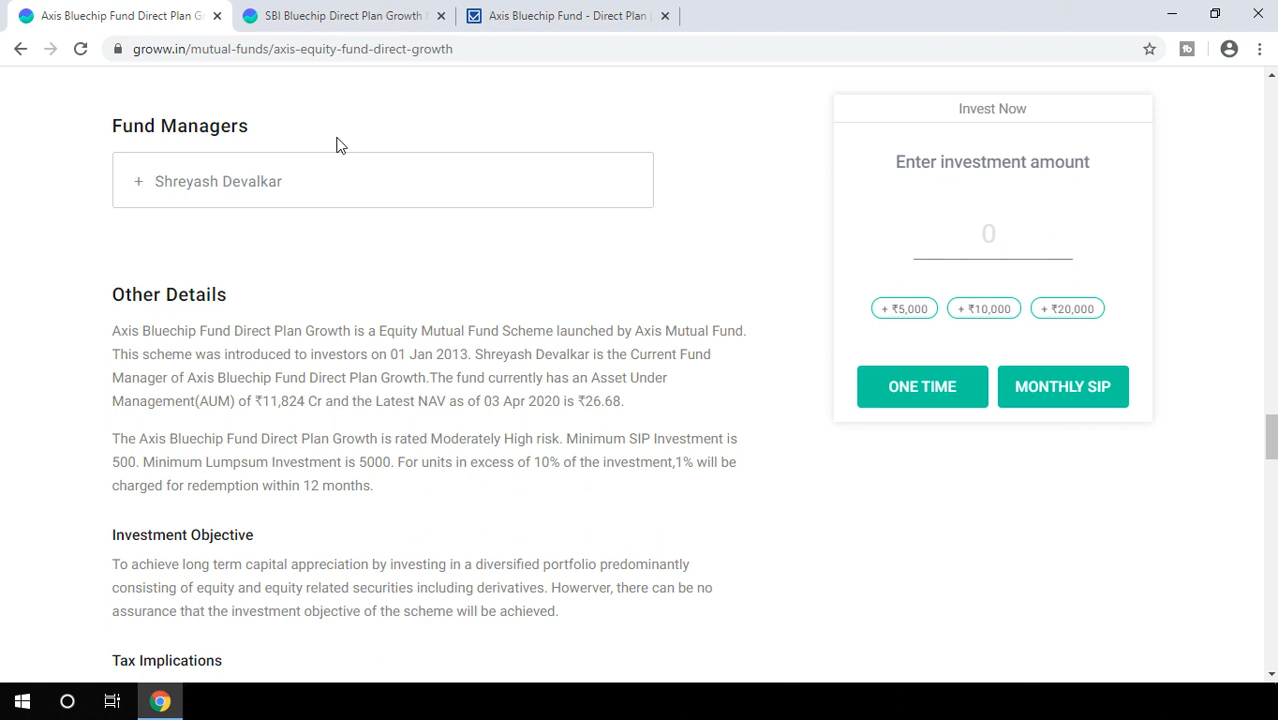 Axis Bluechip Fund Direct Plan G
SBI Bluechip Direct Plan Growth
Axis Bluechip Fund - Direct Plan
groww.in/mutual-funds/axis-equity-fund-direct-growth
Fund Managers
+ Shreyash Devalkar
Invest Now
Enter investment amount
0
+ ₹5,000
+ ₹10,000
+ ₹20,000
ONE TIME
MONTHLY SIP
Other Details
Axis Bluechip Fund Direct Plan Growth is a Equity Mutual Fund Scheme launched by Axis Mutual Fund.
This scheme was introduced to investors on 01 Jan 2013. Shreyash Devalkar is the Current Fund
Manager of Axis Bluechip Fund Direct Plan Growth.The fund currently has an Asset Under
Management(AUM) of ₹11,824 Cr and the Latest NAV as of 03 Apr 2020 is ₹26.68.
The Axis Bluechip Fund Direct Plan Growth is rated Moderately High risk. Minimum SIP Investment is
500. Minimum Lumpsum Investment is 5000. For units in excess of 10% of the investment,1% will be
charged for redemption within 12 months.
Investment Objective
To achieve long term capital appreciation by investing in a diversified portfolio predominantly
consisting of equity and equity related securities including derivatives. Howerver, there can be no
assurance that the investment objective of the scheme will be achieved.
Tax Implications